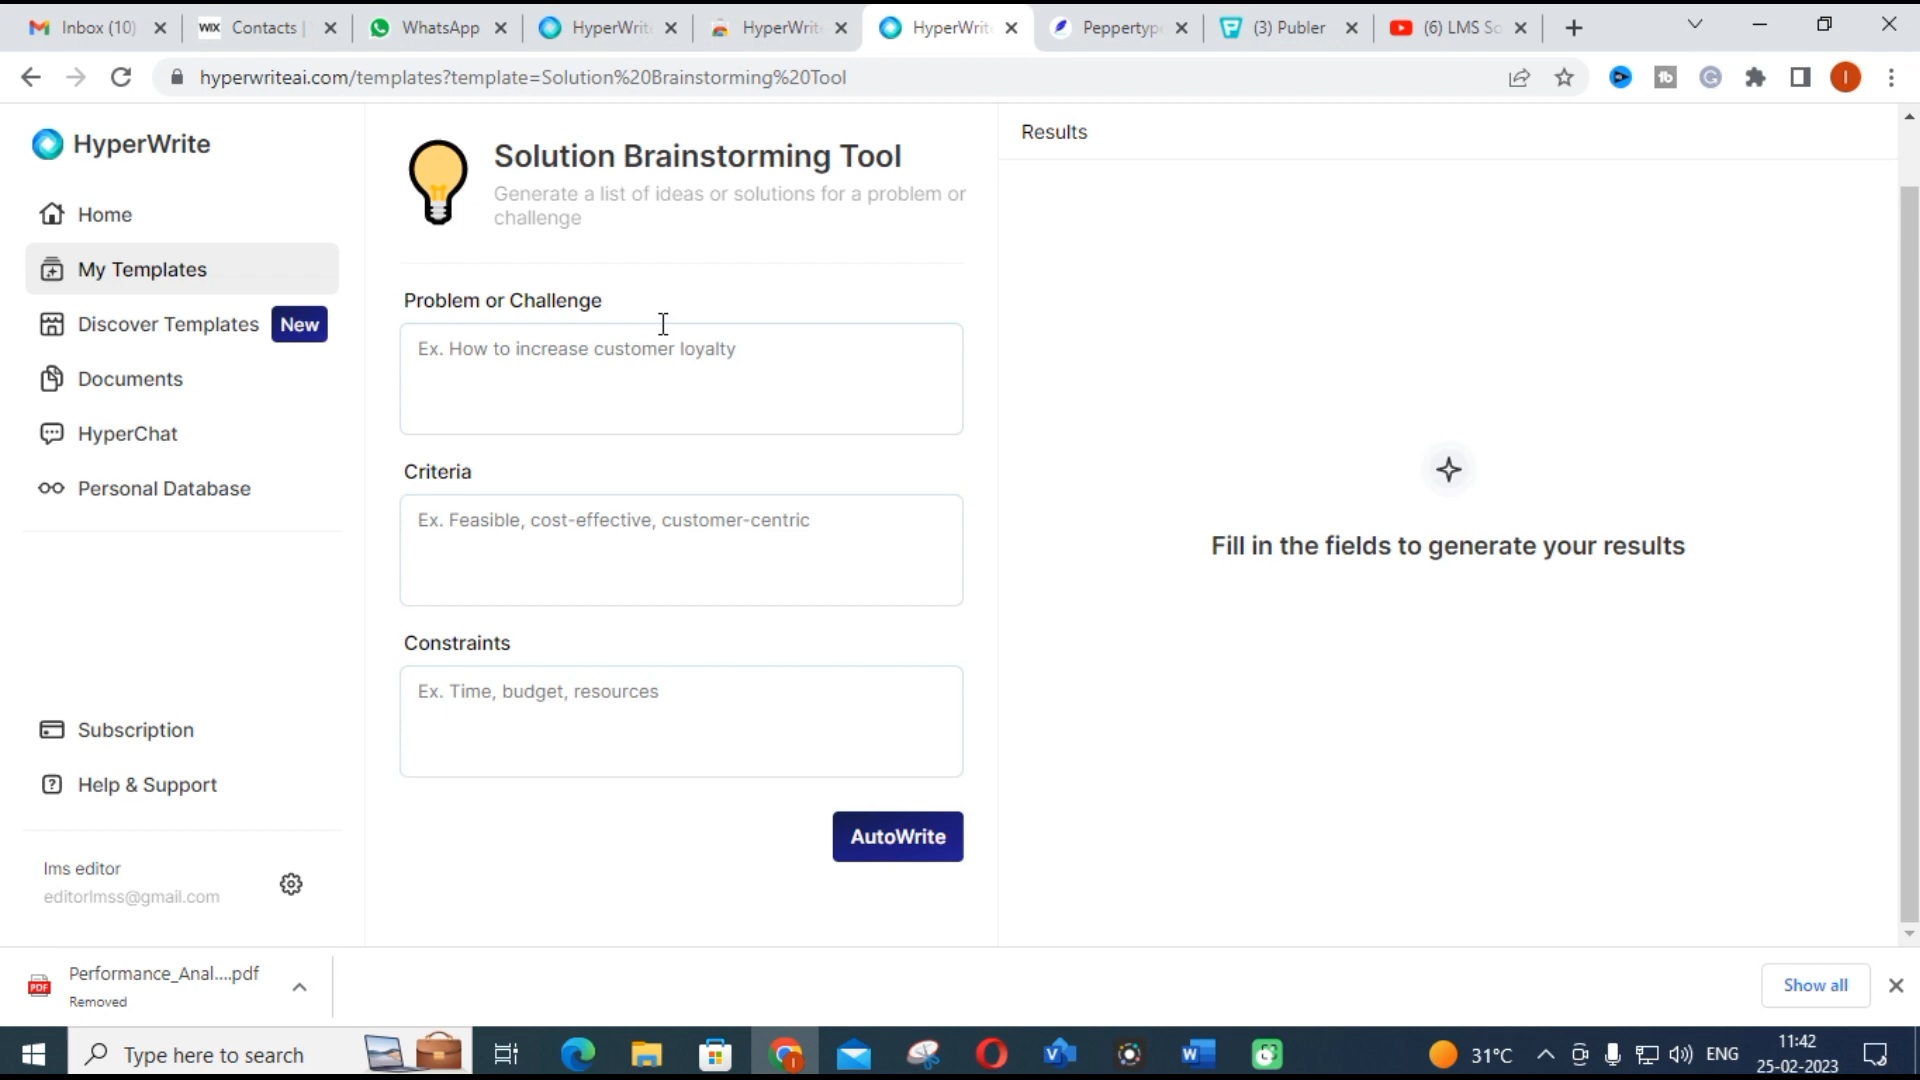 Inbox (10)
WIX Contacts |
WhatsApp
HyperWrit
HyperWrit
HyperWrit
Peppertyp
(3) Publer
(6) LMS So
hyperwriteai.com/templates?template=Solution%20Brainstorming%20Tool
I
HyperWrite
Home
My Templates
Discover Templates New
Documents
HyperChat
Personal Database
Subscription
Help & Support
lms editor
editorlmss@gmail.com
Solution Brainstorming Tool
Generate a list of ideas or solutions for a problem or
challenge
Problem or Challenge
Ex. How to increase customer loyalty
Criteria
Ex. Feasible, cost-effective, customer-centric
Constraints
Ex. Time, budget, resources
AutoWrite
Results
Fill in the fields to generate your results
PDF
Performance_Anal....pdf
Removed
Show all
Type here to search
31°C
ENG
11:42
25-02-2023